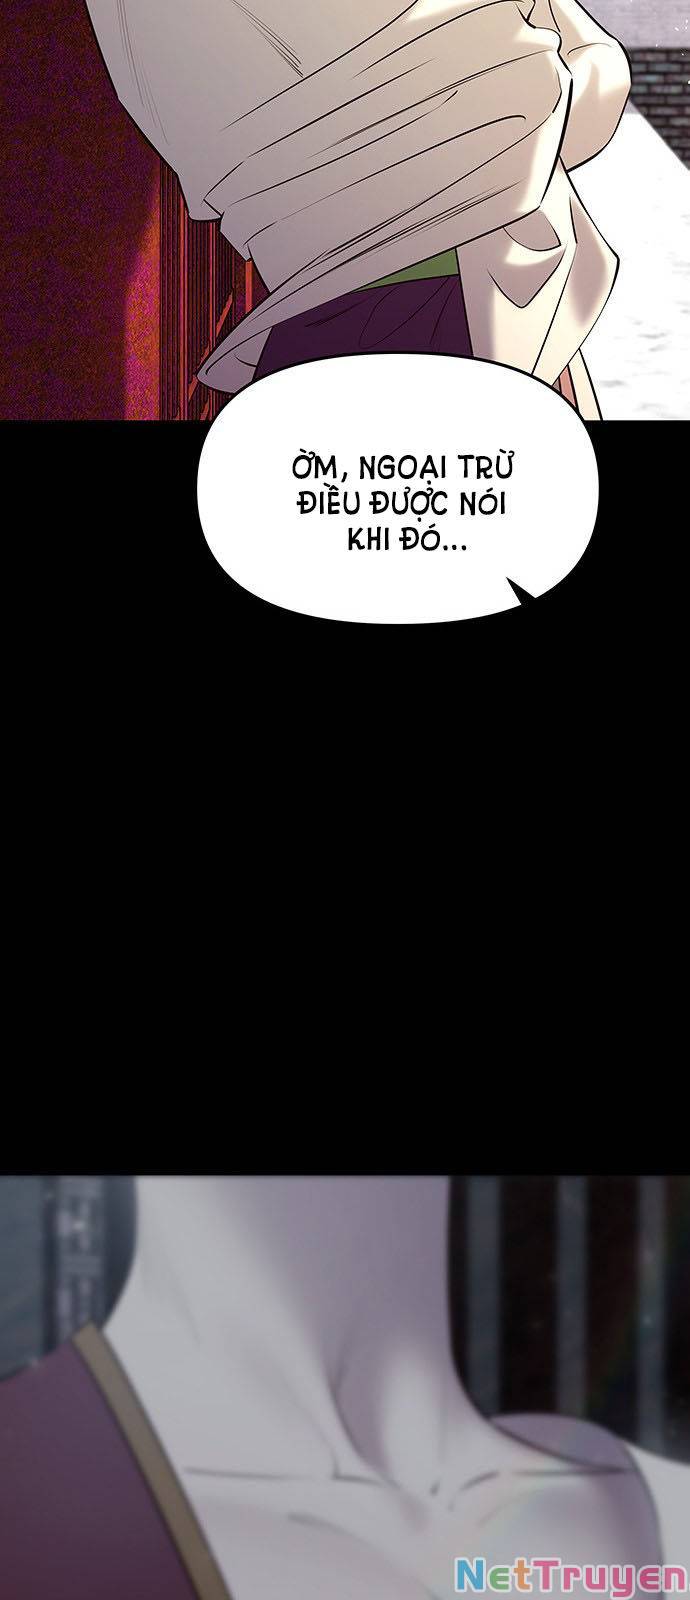 ỜM, NGOẠI TRỪ
ĐIỀU ĐƯỢC NÓI
KHI ĐÓ...
NetTruyen